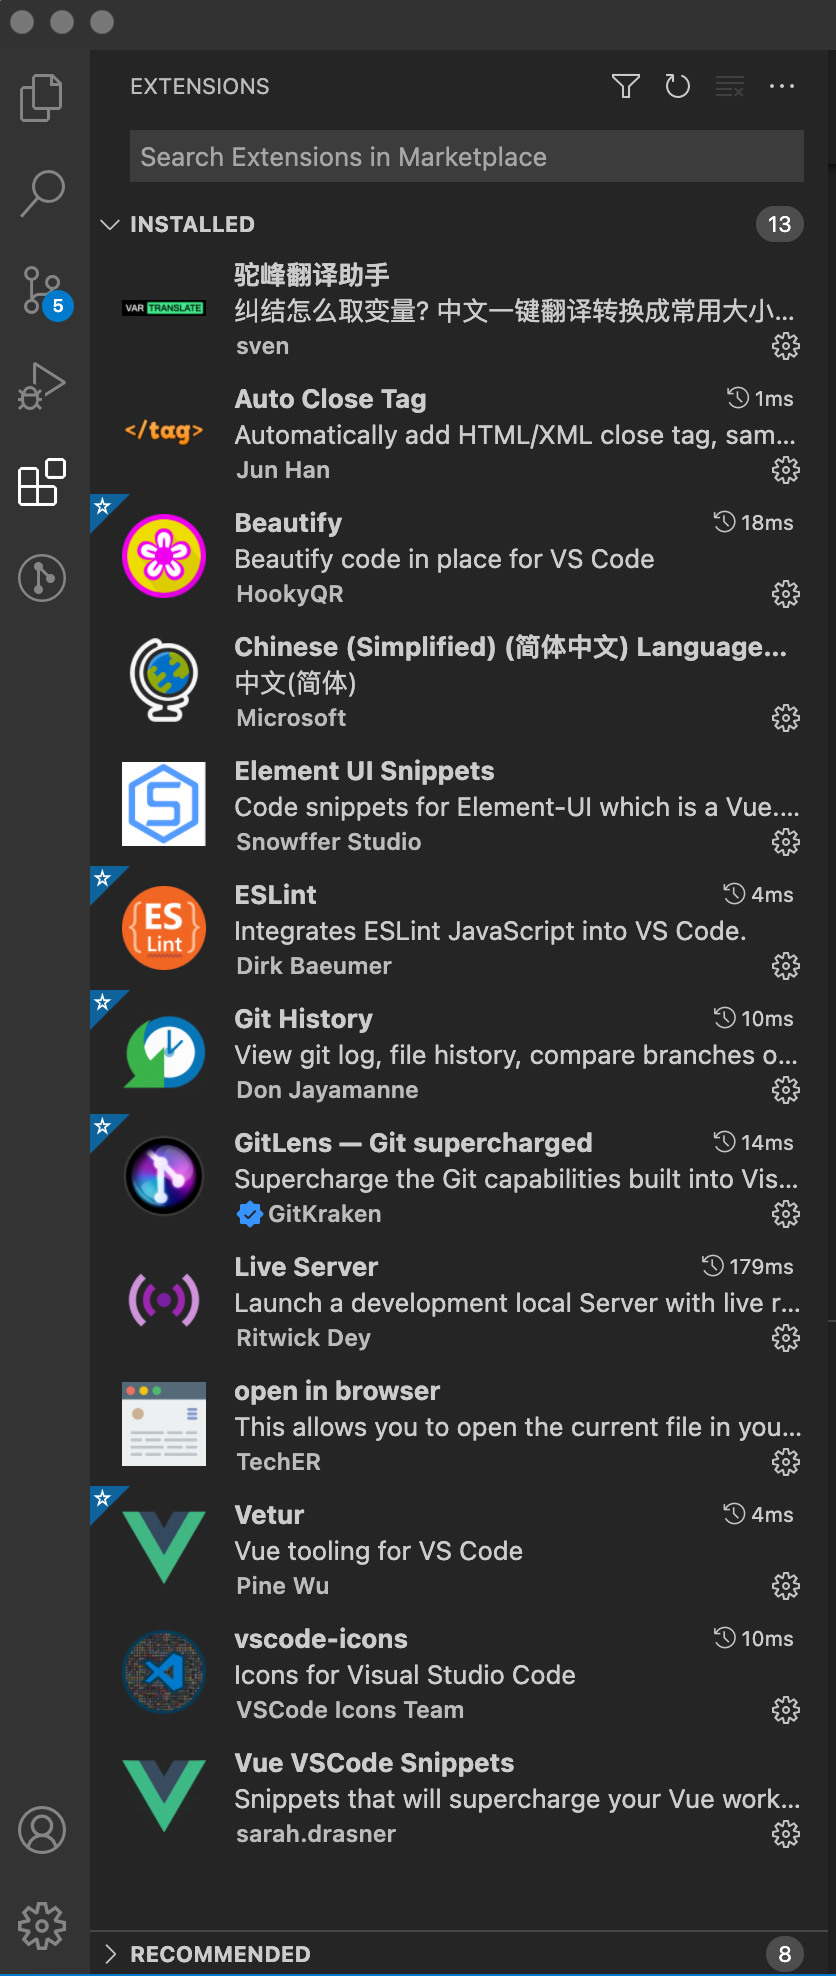 EXTENSIONS
Search Extensions in Marketplace
INSTALLED 13
5
驼峰翻译助手
VAR TRANSLATE
纠结怎么取变量? 中文一键翻译转换成常用大小...
sven
Auto Close Tag 1ms
</tag>
Automatically add HTML/XML close tag, sam...
Jun Han
Beautify 18ms
Beautify code in place for VS Code
HookyQR
Chinese (Simplified) (简体中文) Language...
中文(简体)
Microsoft
Element UI Snippets
Code snippets for Element-UI which is a Vue....
Snowffer Studio
ESLint 4ms
{ES
Lint}
Integrates ESLint JavaScript into VS Code.
Dirk Baeumer
Git History 10ms
View git log, file history, compare branches o...
Don Jayamanne
GitLens — Git supercharged 14ms
Supercharge the Git capabilities built into Vis...
GitKraken
Live Server 179ms
Launch a development local Server with live r...
Ritwick Dey
open in browser
This allows you to open the current file in you...
TechER
Vetur 4ms
Vue tooling for VS Code
Pine Wu
vscode-icons 10ms
Icons for Visual Studio Code
VSCode Icons Team
Vue VSCode Snippets
Snippets that will supercharge your Vue work...
sarah.drasner
RECOMMENDED 8